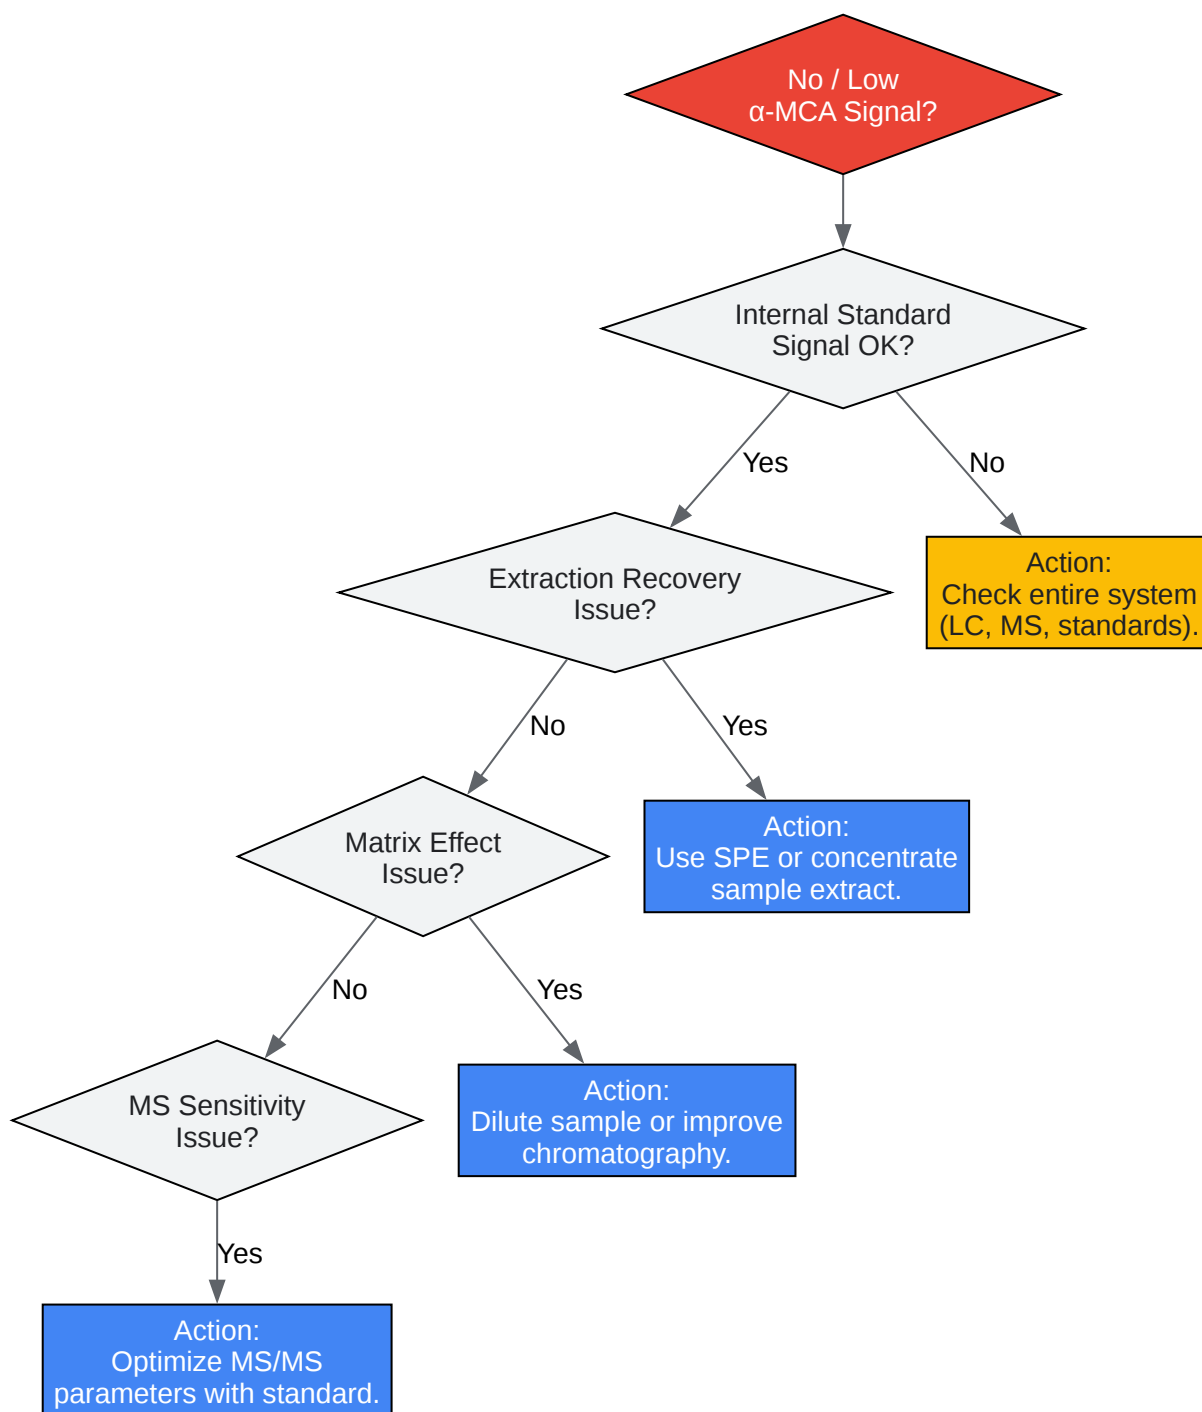 No / Low
α-MCA Signal?
Internal Standard
Signal OK?
Yes
No
Extraction Recovery
Issue?
Action:
Check entire system
(LC, MS, standards).
No
Yes
Matrix Effect
Issue?
Action:
Use SPE or concentrate
sample extract.
No
Yes
MS Sensitivity
Issue?
Action:
Dilute sample or improve
chromatography.
Yes
Action:
Optimize MS/MS
parameters with standard.